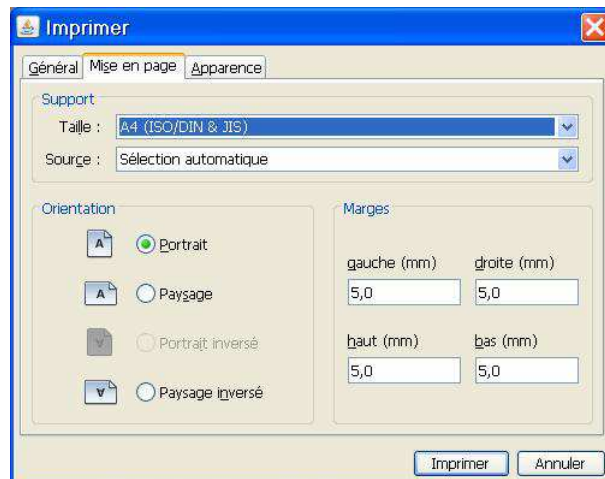 Imprimer
Général Mise en page Apparence
Support
Taille : A4 (ISO/DIN & JIS)
Source : Sélection automatique
Orientation
A Portrait
A Paysage
A Portrait inversé
A Paysage inversé
Marges
gauche (mm) droite (mm)
5,0 5,0
haut (mm) bas (mm)
5,0 5,0
Imprimer Annuler